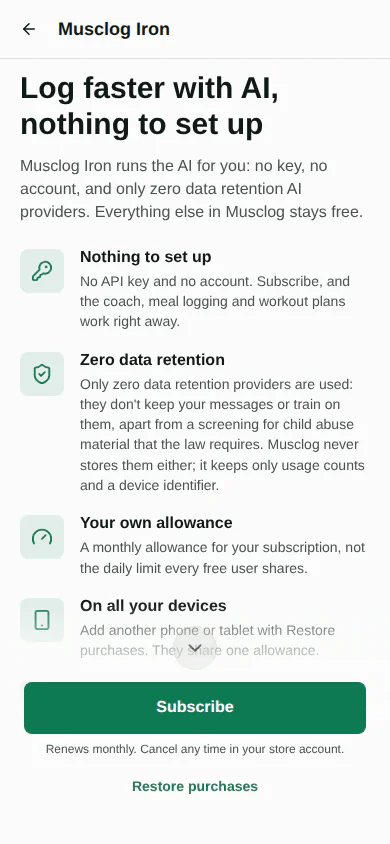 Musclog Iron
Log faster with AI,
nothing to set up
Musclog Iron runs the AI for you: no key, no
account, and only zero data retention AI
providers. Everything else in Musclog stays free.
Nothing to set up
No API key and no account. Subscribe, and
the coach, meal logging and workout plans
work right away.
Zero data retention
Only zero data retention providers are used:
they don't keep your messages or train on
them, apart from a screening for child abuse
material that the law requires. Musclog never
stores them either; it keeps only usage counts
and a device identifier.
Your own allowance
A monthly allowance for your subscription, not
the daily limit every free user shares.
On all your devices
Add another phone or tablet with Restore
purchases. They share one allowance.
Subscribe
Renews monthly. Cancel any time in your store account.
Restore purchases